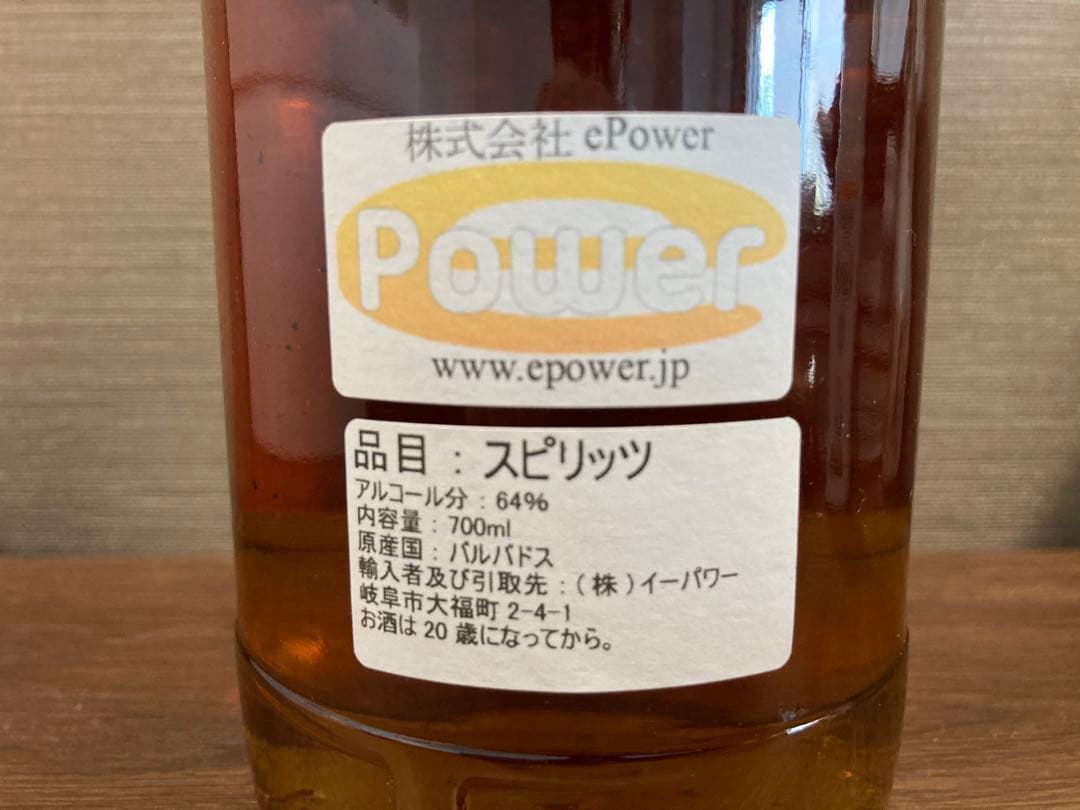 株式会社 ePower
Power
www.epower.jp
品目 : スピリッツ
アルコール分 : 64%
内容量 : 700ml
原産国 : バルバドス
輸入者及び引取先 : (株)イーパワー
岐阜市大福町 2-4-1
お酒は 20 歳になってから。